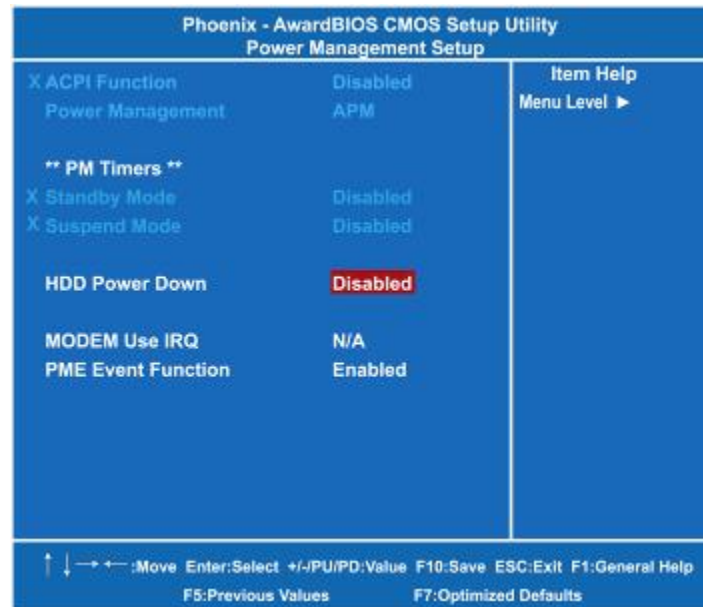 Phoenix - AwardBIOS CMOS Setup Utility
Power Management Setup
X ACPI Function Disabled
Power Management APM
** PM Timers **
X Standby Mode Disabled
X Suspend Mode Disabled
HDD Power Down Disabled
MODEM Use IRQ N/A
PME Event Function Enabled
Item Help
Menu Level ►
↑ ↓ → ← :Move Enter:Select +/-/PU/PD:Value F10:Save ESC:Exit F1:General Help
F5:Previous Values F7:Optimized Defaults